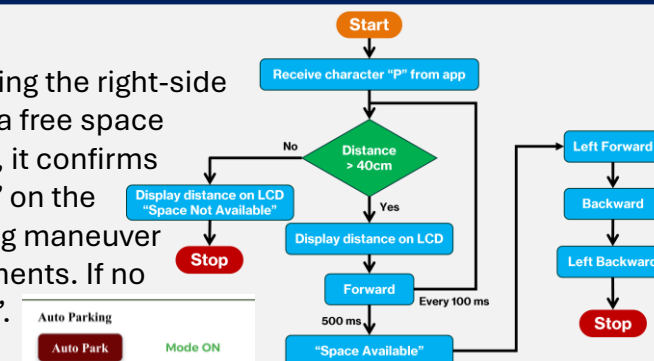 ing the right-side
a free space
, it confirms
” on the
g maneuver
nents. If no
”.
Start
Receive character “P” from app
Distance
> 40cm
No
Yes
Display distance on LCD
“Space Not Available”
Stop
Display distance on LCD
Forward
Every 100 ms
500 ms
“Space Available”
Left Forward
Backward
Left Backward
Stop
Auto Parking
Auto Park
Mode ON